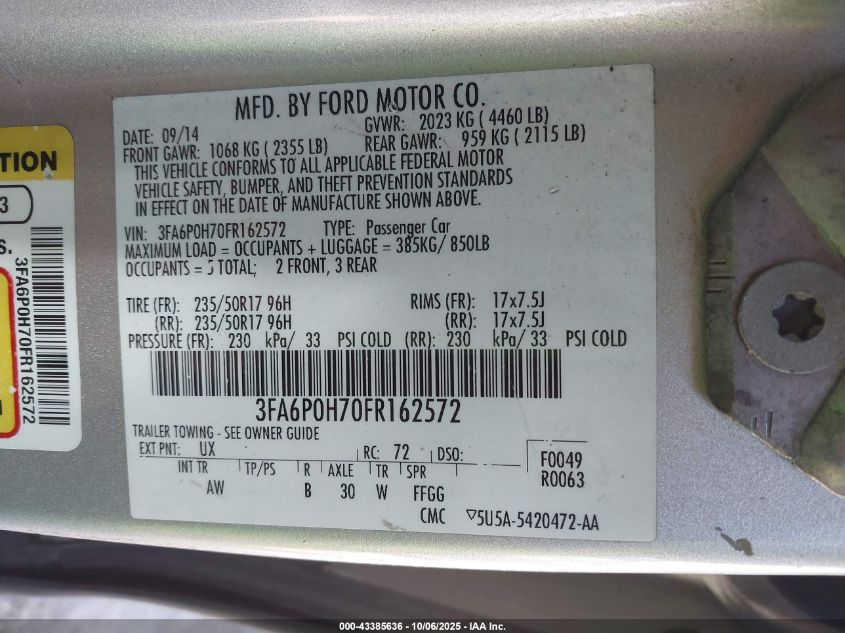 MFD. BY FORD MOTOR CO.
DATE: 09/14
GVWR: 2023 KG ( 4460 LB)
FRONT GAWR: 1068 KG ( 2355 LB)
REAR GAWR: 959 KG ( 2115 LB)
THIS VEHICLE CONFORMS TO ALL APPLICABLE FEDERAL MOTOR
VEHICLE SAFETY, BUMPER, AND THEFT PREVENTION STANDARDS
IN EFFECT ON THE DATE OF MANUFACTURE SHOWN ABOVE.
VIN: 3FA6P0H70FR162572 TYPE: Passenger Car
MAXIMUM LOAD = OCCUPANTS + LUGGAGE = 385KG/ 850LB
OCCUPANTS = 5 TOTAL; 2 FRONT, 3 REAR
TIRE (FR): 235/50R17 96H RIMS (FR): 17x7.5J
(RR): 235/50R17 96H (RR): 17x7.5J
PRESSURE (FR): 230 kPa/ 33 PSI COLD (RR): 230 kPa/ 33 PSI COLD
3FA6P0H70FR162572
TRAILER TOWING - SEE OWNER GUIDE
EXT PNT: UX RC: 72 DSO:
F0049
R0063
INT TR TP/PS R AXLE TR SPR
AW B 30 W FFGG
CMC ▽5U5A-5420472-AA
TION
3
S.
3FA6P0H70FR162572
000-43385636 - 10/06/2025 - IAA Inc.